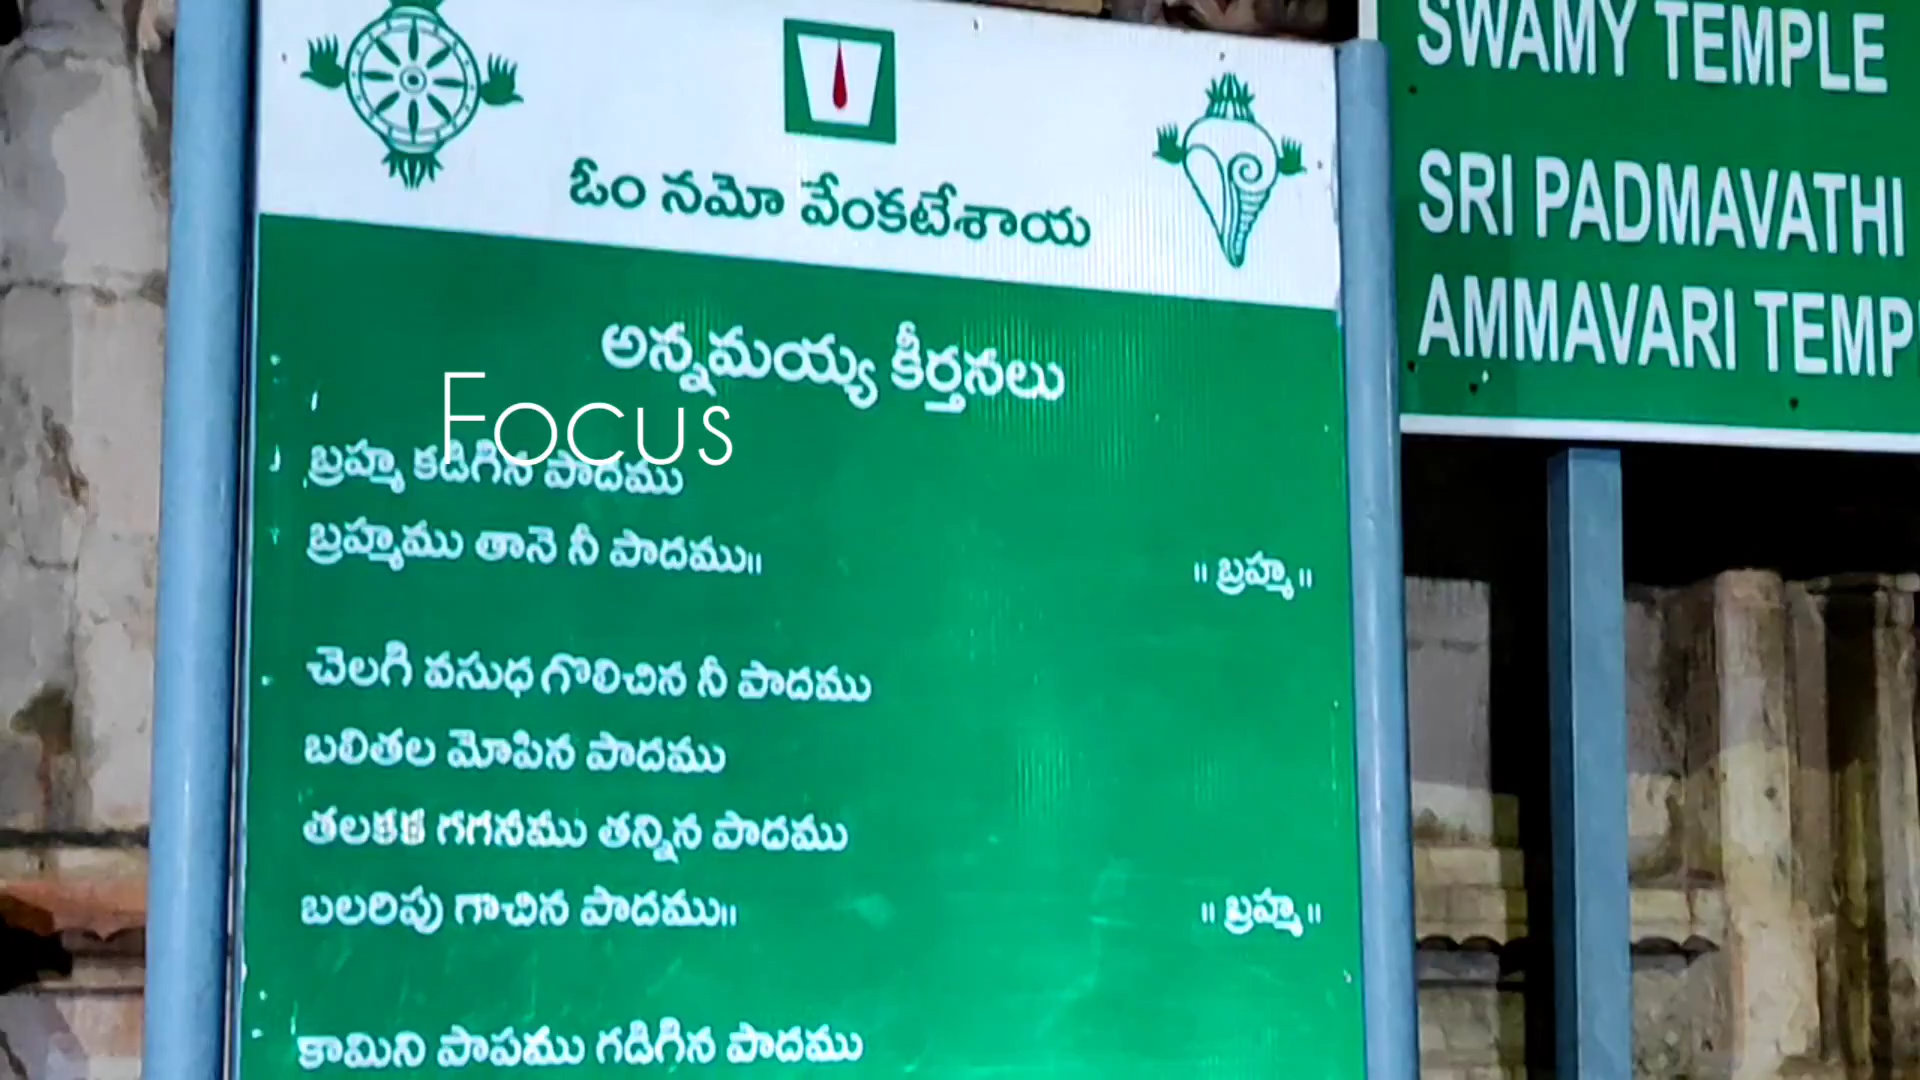 ఓం నమో వేంకటేశాయ
అన్నమయ్య కీర్తనలు
Focus
బ్రహ్మ కడిగిన పాదము
బ్రహ్మము తానె నీ పాదము॥
॥ బ్రహ్మ ॥
చెలగి వసుధ గొలిచిన నీ పాదము
బలితల మోపిన పాదము
తలకక గగనము తన్నిన పాదము
బలరిపు గాచిన పాదము॥
॥ బ్రహ్మ ॥
కామిని పాపము గడిగిన పాదము
SWAMY TEMPLE
SRI PADMAVATHI
AMMAVARI TEMP